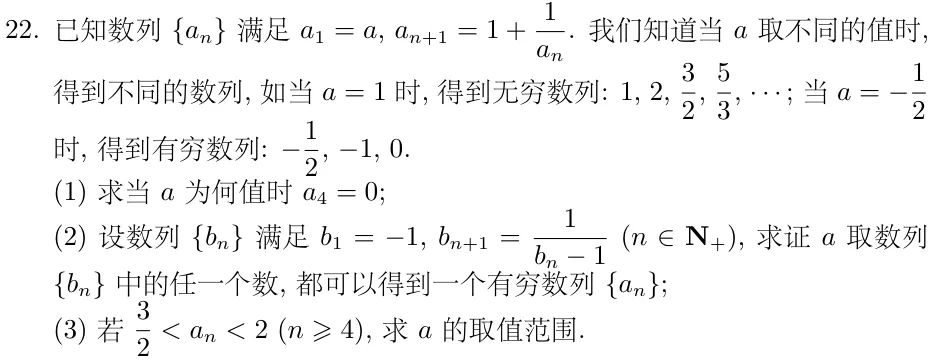 22. 已知数列 {aₙ} 满足 a₁ = a, aₙ₊₁ = 1 + 1/aₙ. 我们知道当 a 取不同的值时,
得到不同的数列, 如当 a = 1 时, 得到无穷数列: 1, 2, 3/2, 5/3, ⋯; 当 a = −1/2
时, 得到有穷数列: −1/2, −1, 0.
(1) 求当 a 为何值时 a₄ = 0;
(2) 设数列 {bₙ} 满足 b₁ = −1, bₙ₊₁ = 1/(bₙ − 1) (n ∈ N₊), 求证 a 取数列
{bₙ} 中的任一个数, 都可以得到一个有穷数列 {aₙ};
(3) 若 3/2 < aₙ < 2 (n ⩾ 4), 求 a 的取值范围.